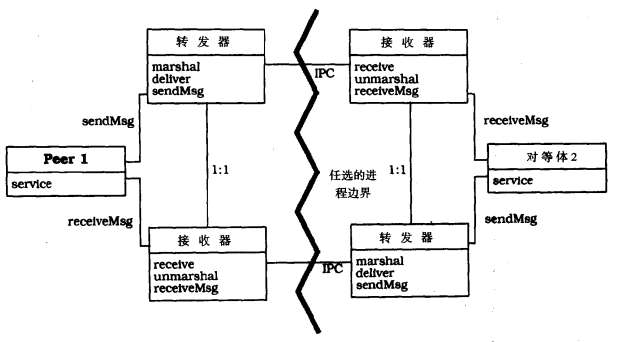 转发器
marshal
deliver
sendMsg
接收器
receive
unmarshal
receiveMsg
IPC
sendMsg
receiveMsg
Peer 1
service
1:1
任选的进
程边界
1:1
对等体2
service
receiveMsg
sendMsg
接收器
receive
unmarshal
receiveMsg
IPC
转发器
marshal
deliver
sendMsg